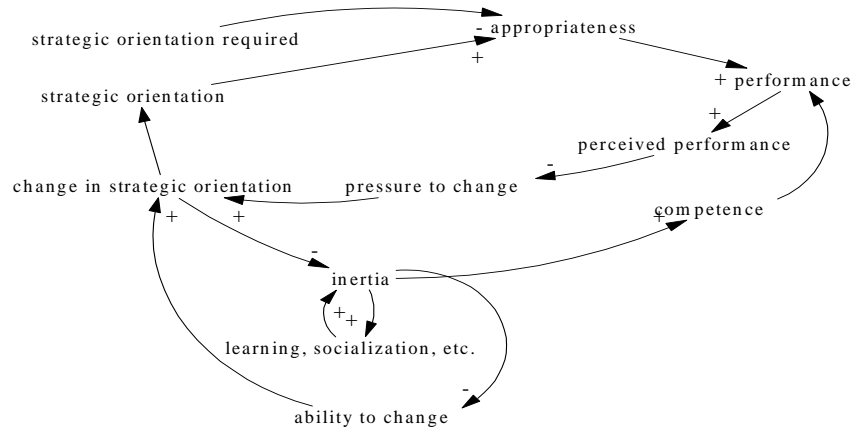 strategic orientation required
- appropriateness
+
strategic orientation
+ performance
+
perceived performance
-
change in strategic orientation
pressure to change
+
+
+
competence
-
inertia
+
+
learning, socialization, etc.
-
ability to change